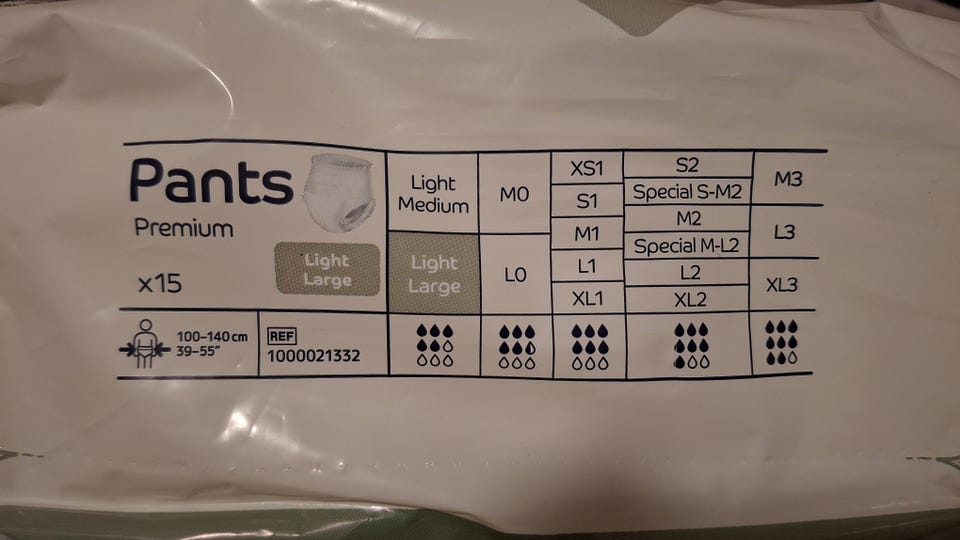 Pants
Premium
Light
Large
x15
Light
Medium
Light
Large
M0
L0
XS1
S1
M1
L1
XL1
S2
Special S-M2
M2
Special M-L2
L2
XL2
M3
L3
XL3
100-140 cm
39-55"
REF
1000021332